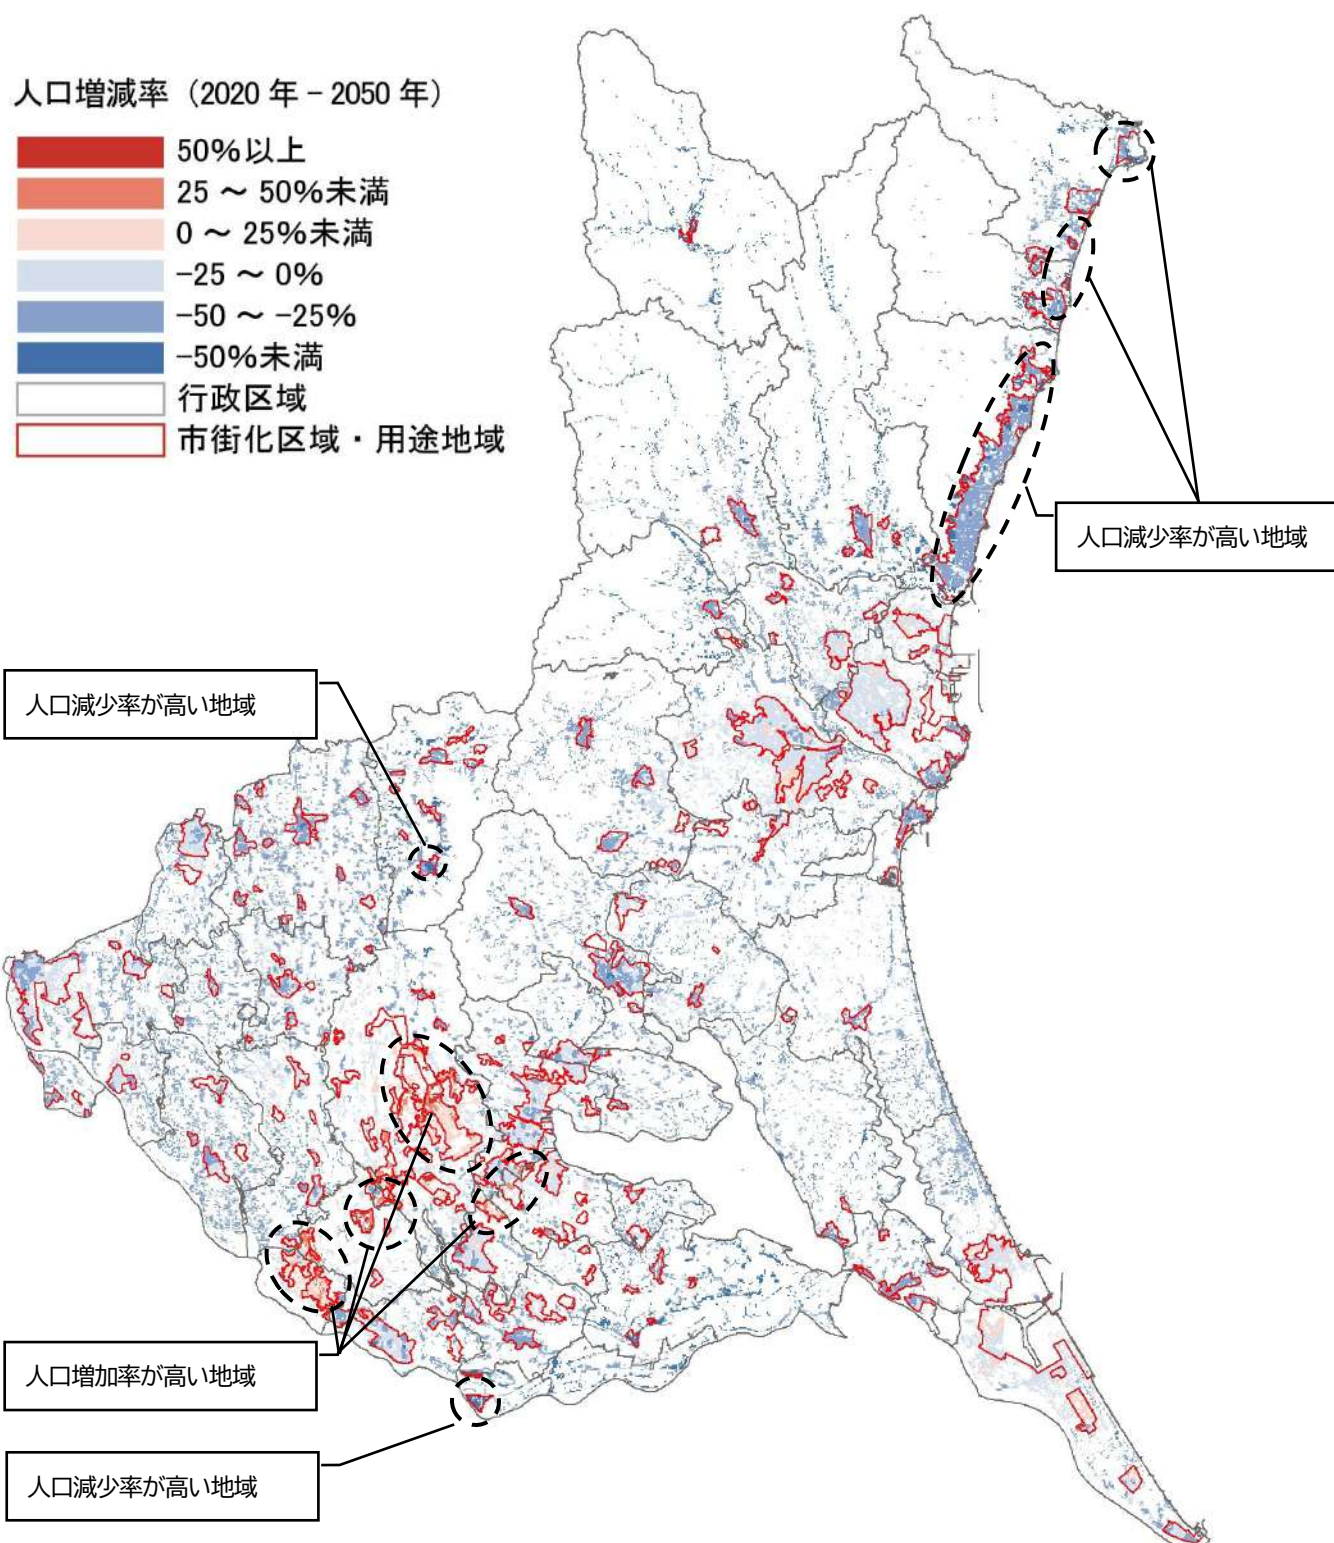 人口増減率（2020 年 − 2050 年）
50%以上
25 ～ 50%未満
0 ～ 25%未満
−25 ～ 0%
−50 ～ −25%
−50%未満
行政区域
市街化区域・用途地域
人口減少率が高い地域
人口減少率が高い地域
人口増加率が高い地域
人口減少率が高い地域